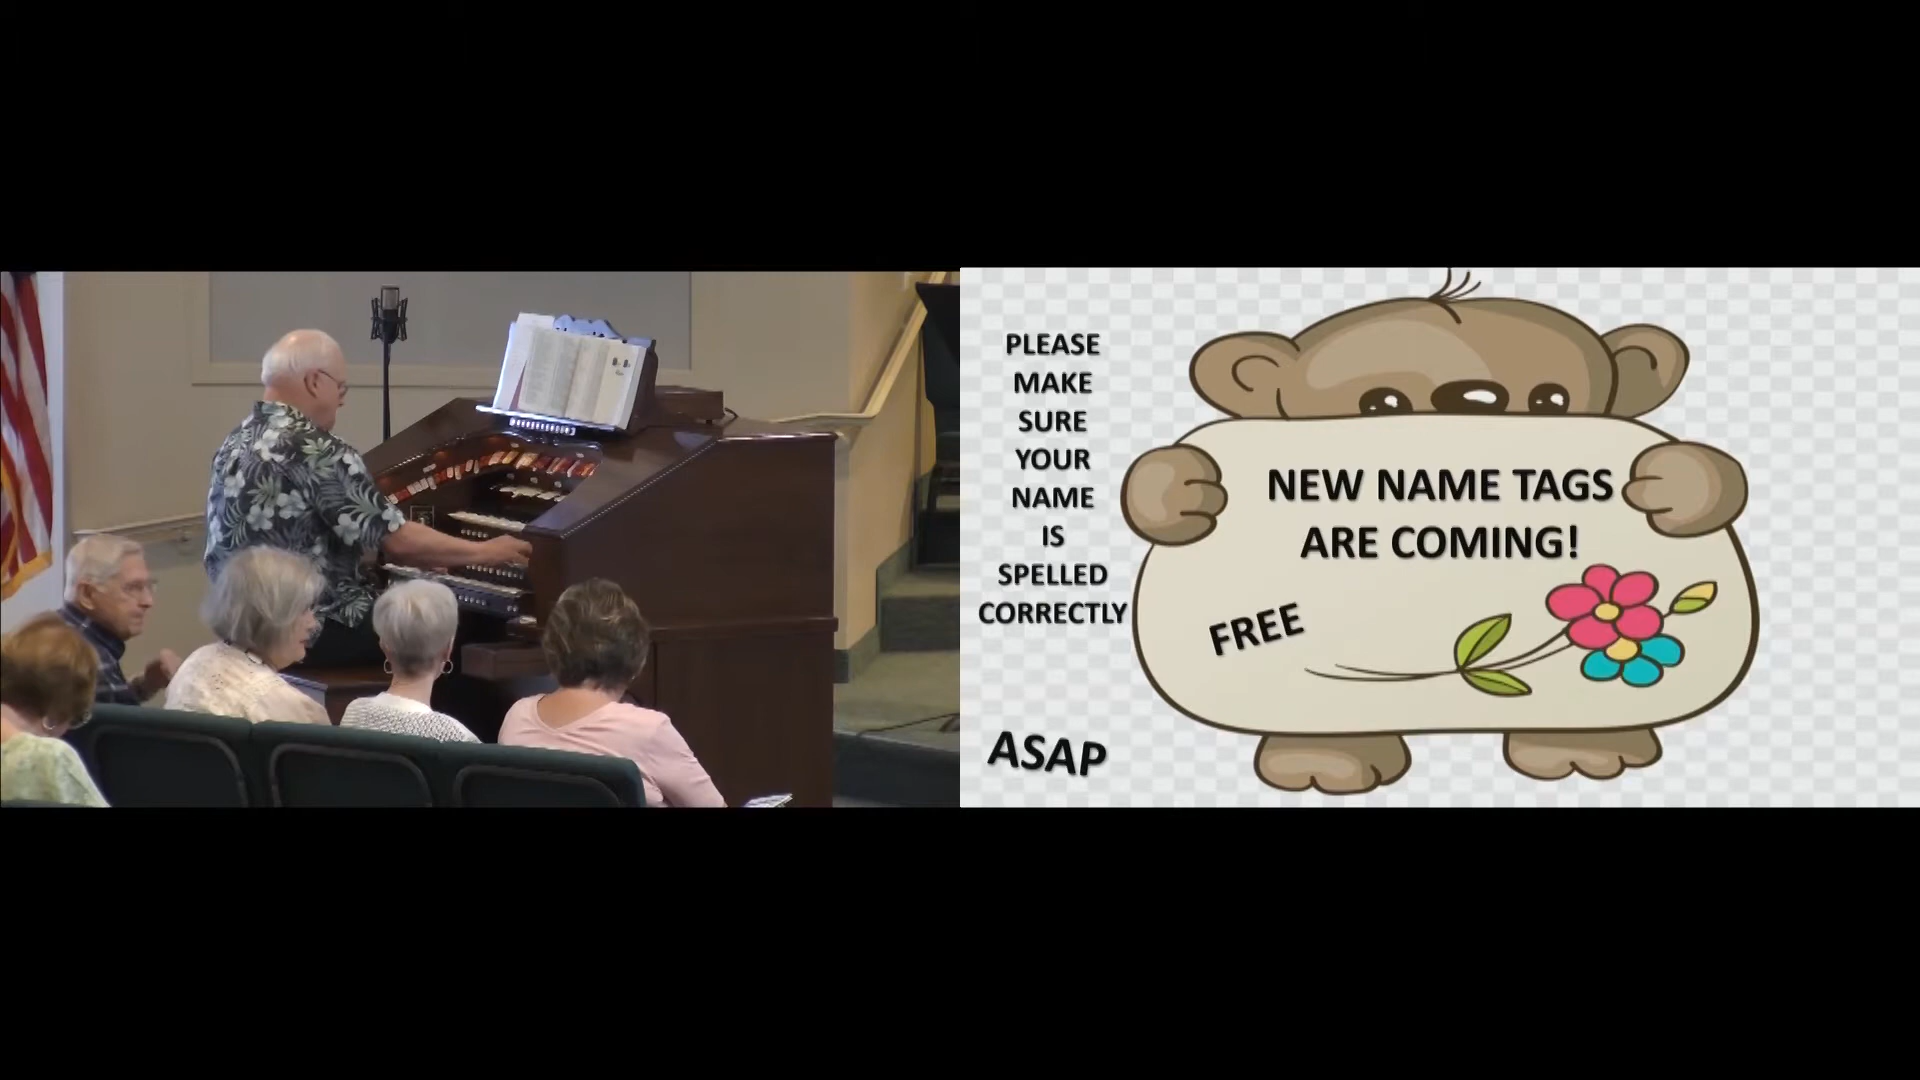 PLEASE
MAKE
SURE
YOUR
NAME
IS
SPELLED
CORRECTLY
ASAP
NEW NAME TAGS
ARE COMING!
FREE